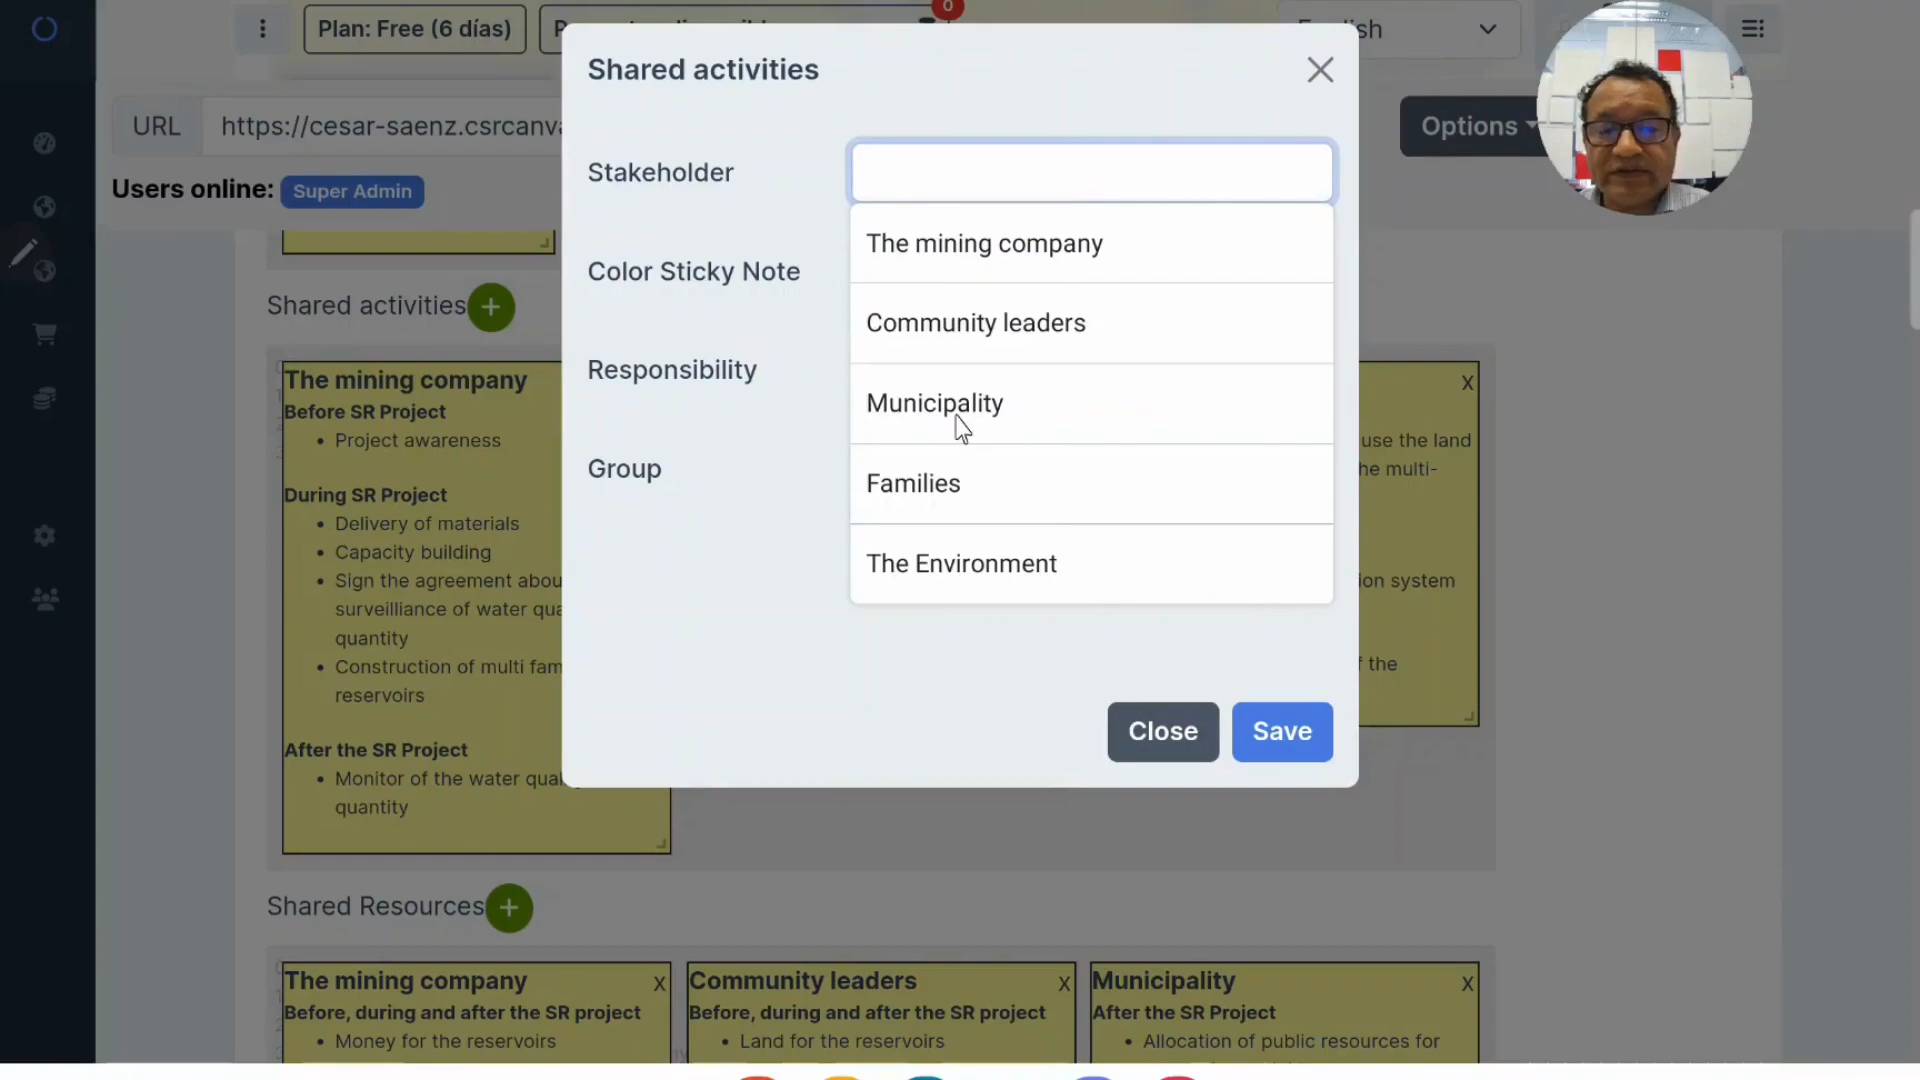 0
Plan: Free (6 días)
English
Shared activities
URL
https://cesar-saenz.csrcanv
Options
Stakeholder
Users online:
Super Admin
The mining company
Color Sticky Note
Community leaders
Shared activities
+
Responsibility
Municipality
Group
Families
The Environment
Close
Save
The mining company
Before SR Project
• Project awareness
During SR Project
• Delivery of materials
• Capacity building
• Sign the agreement abou
surveilliance of water qua
quantity
• Construction of multi fam
reservoirs
After the SR Project
• Monitor of the water qual
quantity
X
use the land
he multi-
ion system
f the
Shared Resources
+
The mining company
X
Before, during and after the SR project
• Money for the reservoirs
Community leaders
X
Before, during and after the SR project
• Land for the reservoirs
Municipality
X
After the SR Project
• Allocation of public resources for